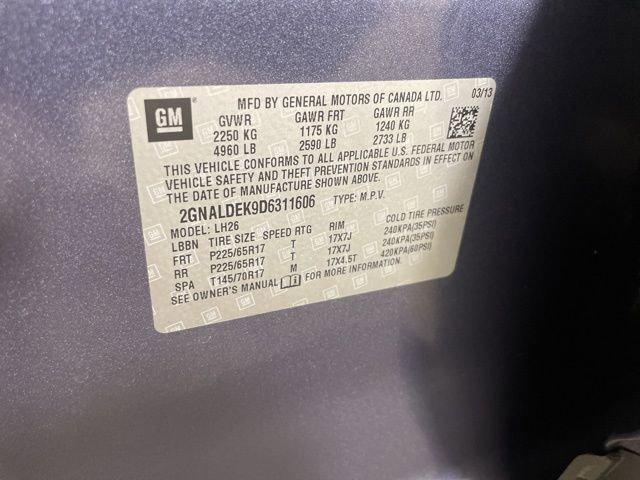 GM
MFD BY GENERAL MOTORS OF CANADA LTD. 03/13
GVWR GAWR FRT GAWR RR
2250 KG 1175 KG 1240 KG
4960 LB 2590 LB 2733 LB
THIS VEHICLE CONFORMS TO ALL APPLICABLE U.S. FEDERAL MOTOR
VEHICLE SAFETY AND THEFT PREVENTION STANDARDS IN EFFECT ON
THE DATE OF MANUFACTURE SHOWN ABOVE.
2GNALDEK9D6311606 TYPE: M.P.V.
MODEL: LH26
LBBN TIRE SIZE SPEED RTG RIM COLD TIRE PRESSURE
FRT P225/65R17 T 17X7J 240KPA(35PSI)
RR P225/65R17 T 17X7J 240KPA(35PSI)
SPA T145/70R17 M 17X4.5T 420KPA(60PSI)
SEE OWNER'S MANUAL FOR MORE INFORMATION.